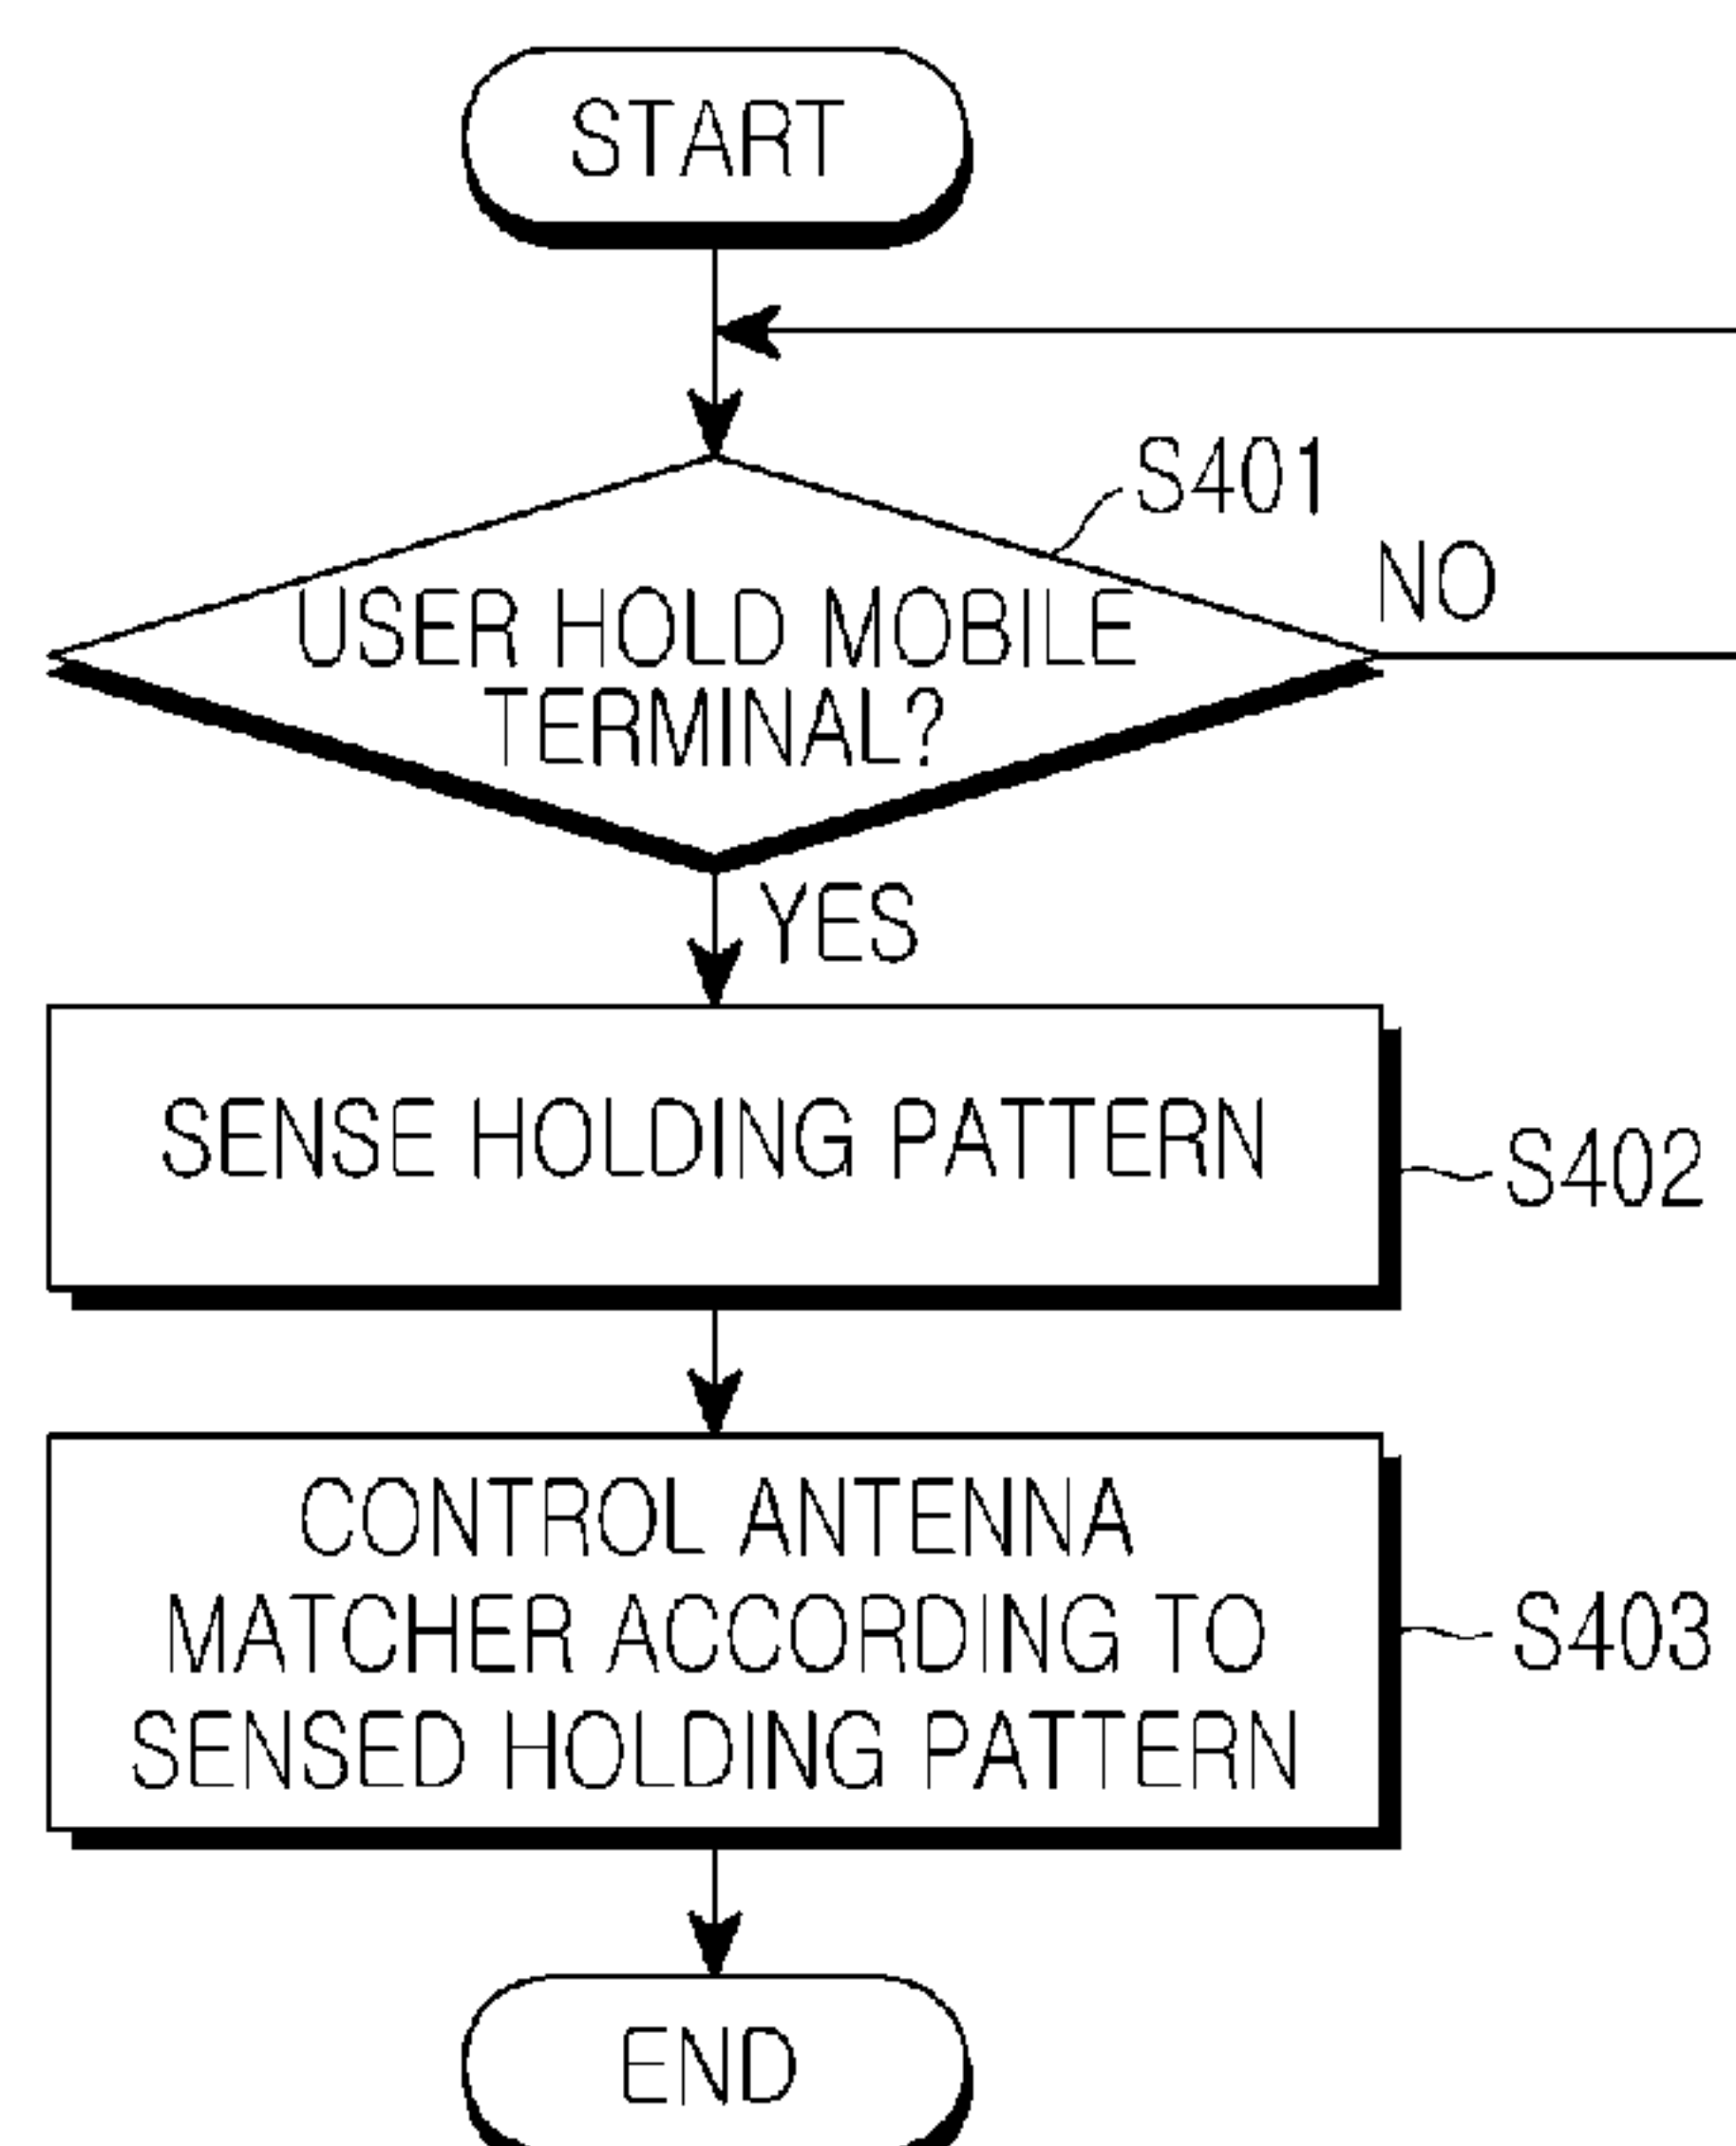 START
S401
NO
USER HOLD MOBILE
TERMINAL?
YES
SENSE HOLDING PATTERN
S402
CONTROL ANTENNA
MATCHER ACCORDING TO
SENSED HOLDING PATTERN
S403
END